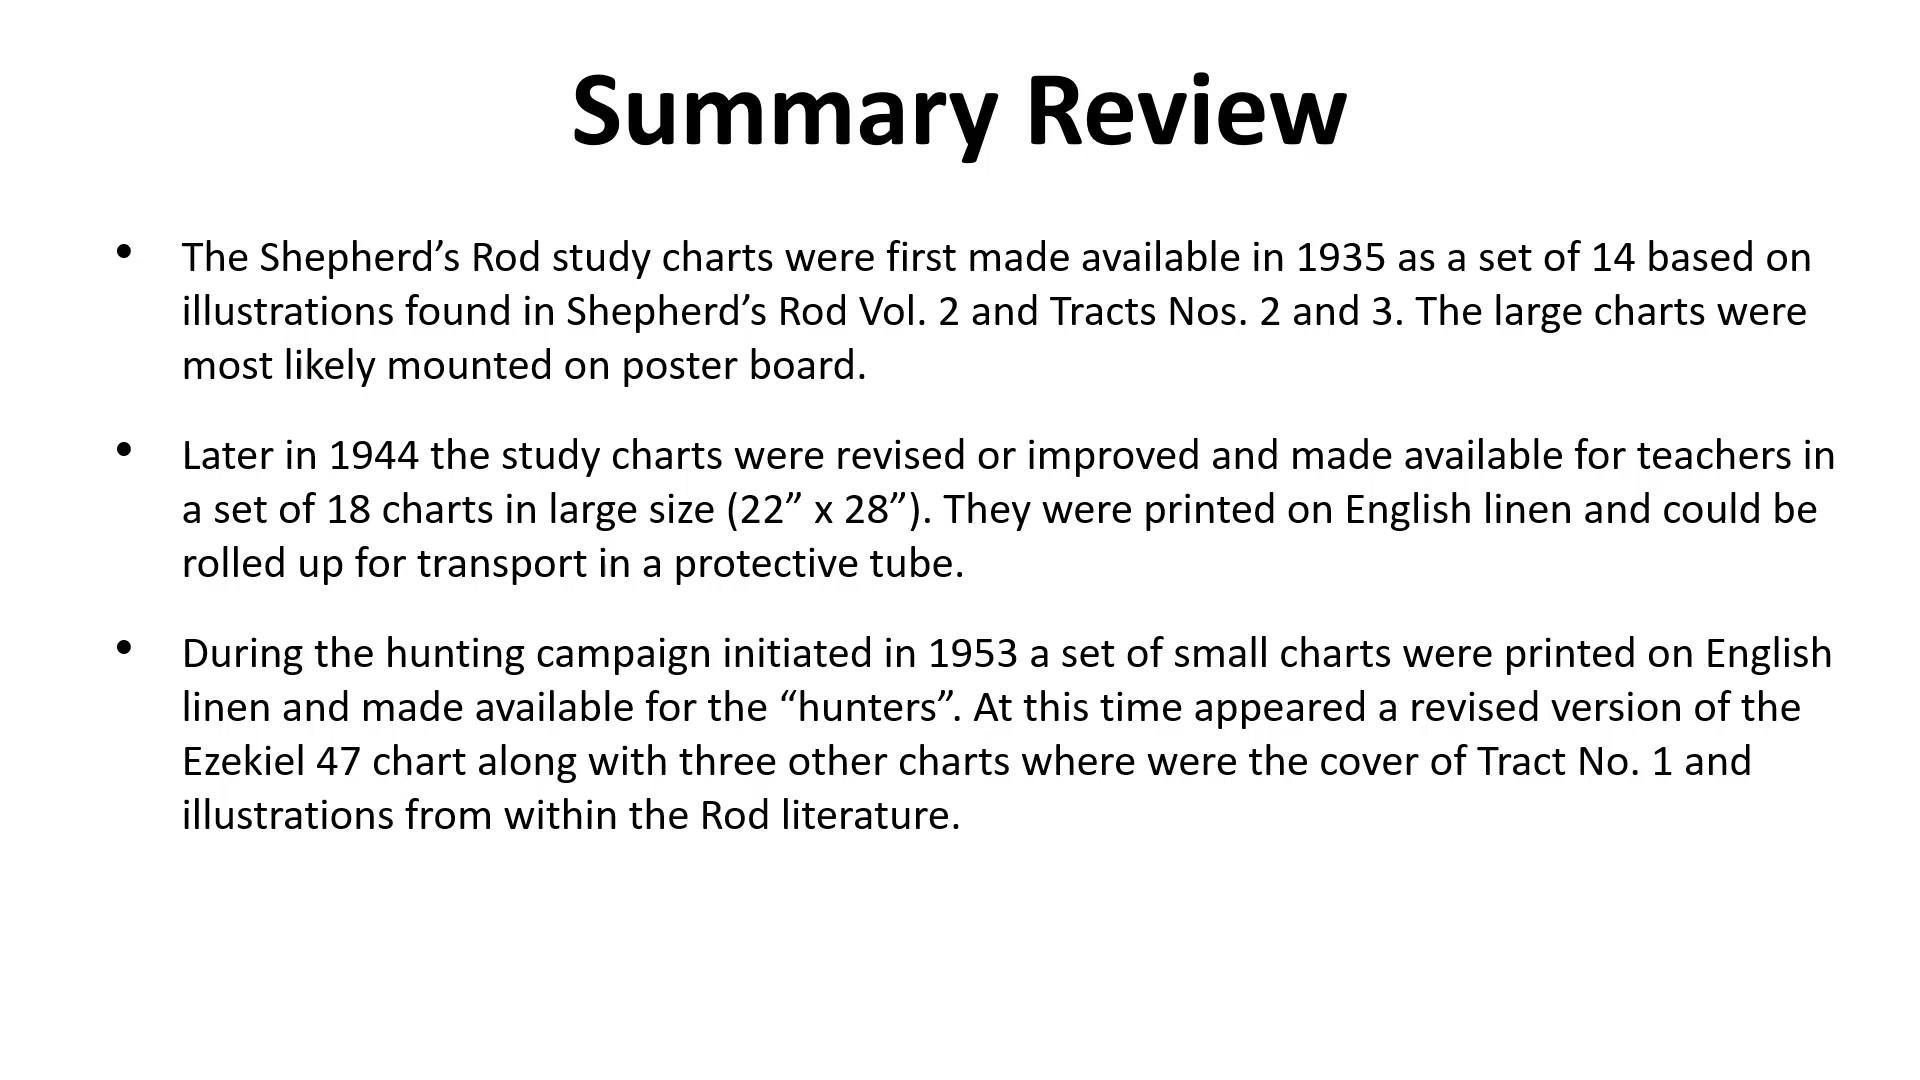 Summary Review
• The Shepherd’s Rod study charts were first made available in 1935 as a set of 14 based on
illustrations found in Shepherd’s Rod Vol. 2 and Tracts Nos. 2 and 3. The large charts were
most likely mounted on poster board.
• Later in 1944 the study charts were revised or improved and made available for teachers in
a set of 18 charts in large size (22” x 28”). They were printed on English linen and could be
rolled up for transport in a protective tube.
• During the hunting campaign initiated in 1953 a set of small charts were printed on English
linen and made available for the “hunters”. At this time appeared a revised version of the
Ezekiel 47 chart along with three other charts where were the cover of Tract No. 1 and
illustrations from within the Rod literature.